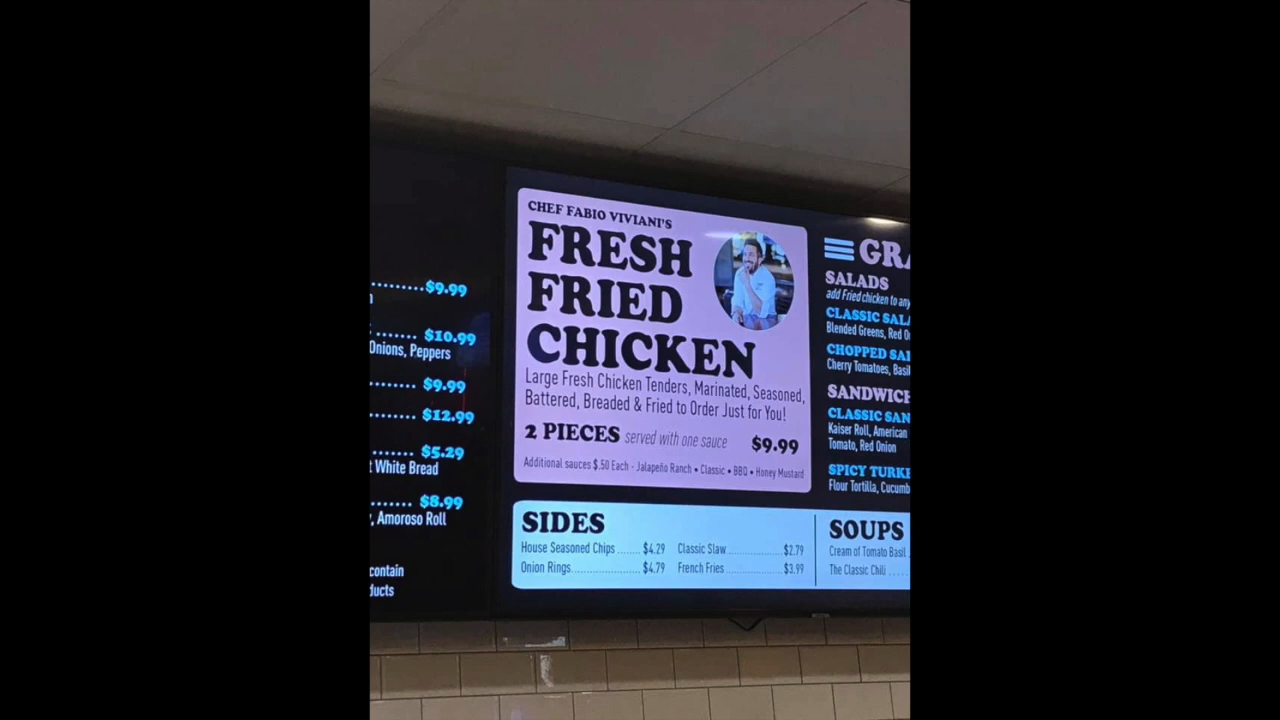 .........$9.99
....... $10.99
Onions, Peppers
........ $9.99
........ $12.99
....... $5.29
White Bread
....... $8.99
, Amoroso Roll
contain
CHEF FABIO VIVIANI'S
FRESH
FRIED
CHICKEN
Large Fresh Chicken Tenders, Marinated, Seasoned,
Battered, Breaded & Fried to Order Just for You!
2 PIECES served with one sauce $9.99
Additional sauces $.50 Each - Jalapeño Ranch • Classic • BBQ • Honey Mustard
SIDES
House Seasoned Chips ....... $4.29 Classic Slaw ................. $2.79
Onion Rings ..................... $4.79 French Fries ................. $3.99
SALADS
add Fried chicken to any
CLASSIC
Blended Greens, Red
CHOPPED
Cherry Tomatoes,
CLASSIC
Kaiser Roll, American
Tomato, Red Onion
SPICY
Flour Tortilla,
SOUPS
Cream of Tomato Basil
The Classic Chili .....